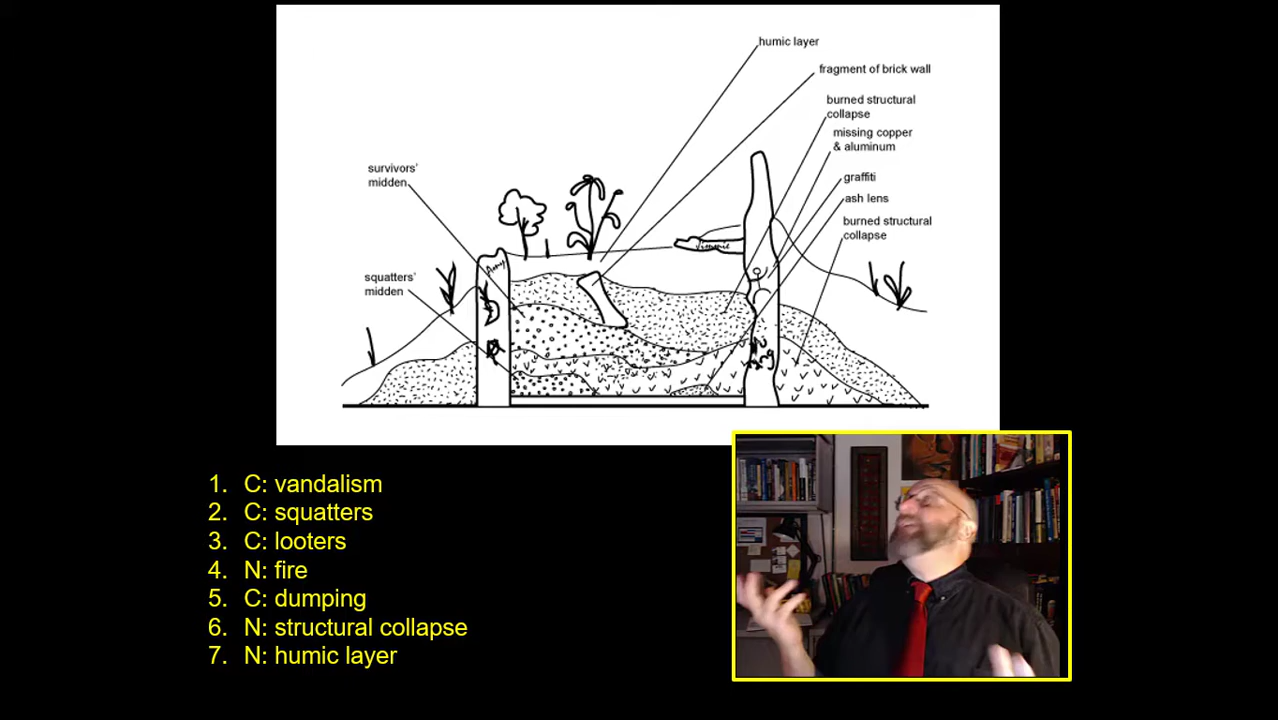 humic layer
fragment of brick wall
burned structural
collapse
missing copper
& aluminum
survivors'
midden
graffiti
ash lens
burned structural
collapse
Jimmie
Amy
squatters'
midden
1. C: vandalism
2. C: squatters
3. C: looters
4. N: fire
5. C: dumping
6. N: structural collapse
7. N: humic layer